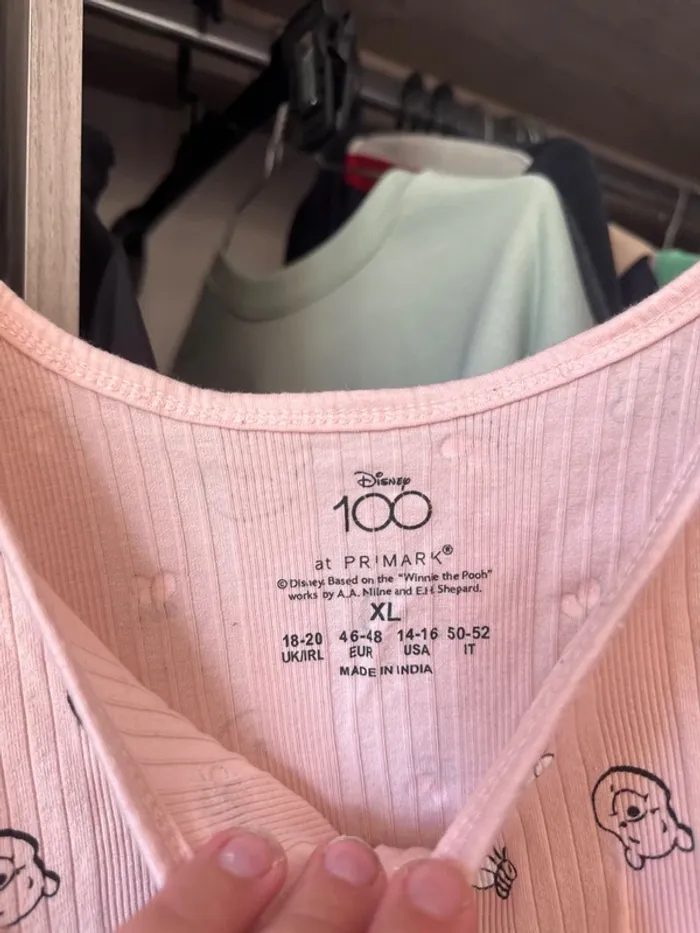 Disney
100
at PRIMARK®
©Disney. Based on the "Winnie the Pooh"
works by A.A. Milne and E.H. Shepard.
XL
18-20 46-48 14-16 50-52
UK/IRL EUR USA IT
MADE IN INDIA